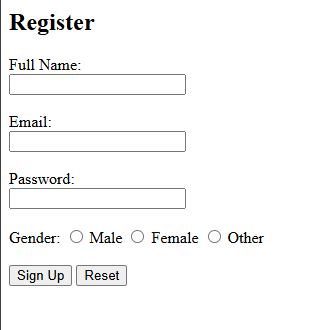 Register
Full Name:
Email:
Password:
Gender: Male Female Other
Sign Up Reset